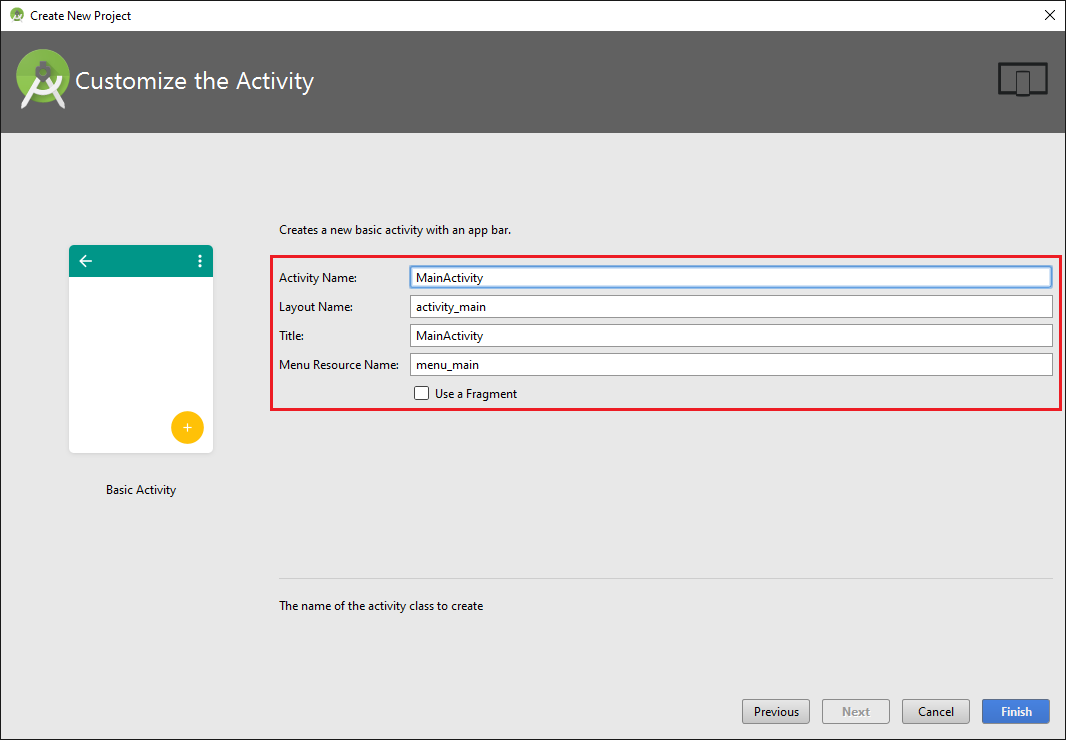 Create New Project
Customize the Activity
Creates a new basic activity with an app bar.
Activity Name: MainActivity
Layout Name: activity_main
Title: MainActivity
Menu Resource Name: menu_main
Use a Fragment
Basic Activity
The name of the activity class to create
Previous Next Cancel Finish